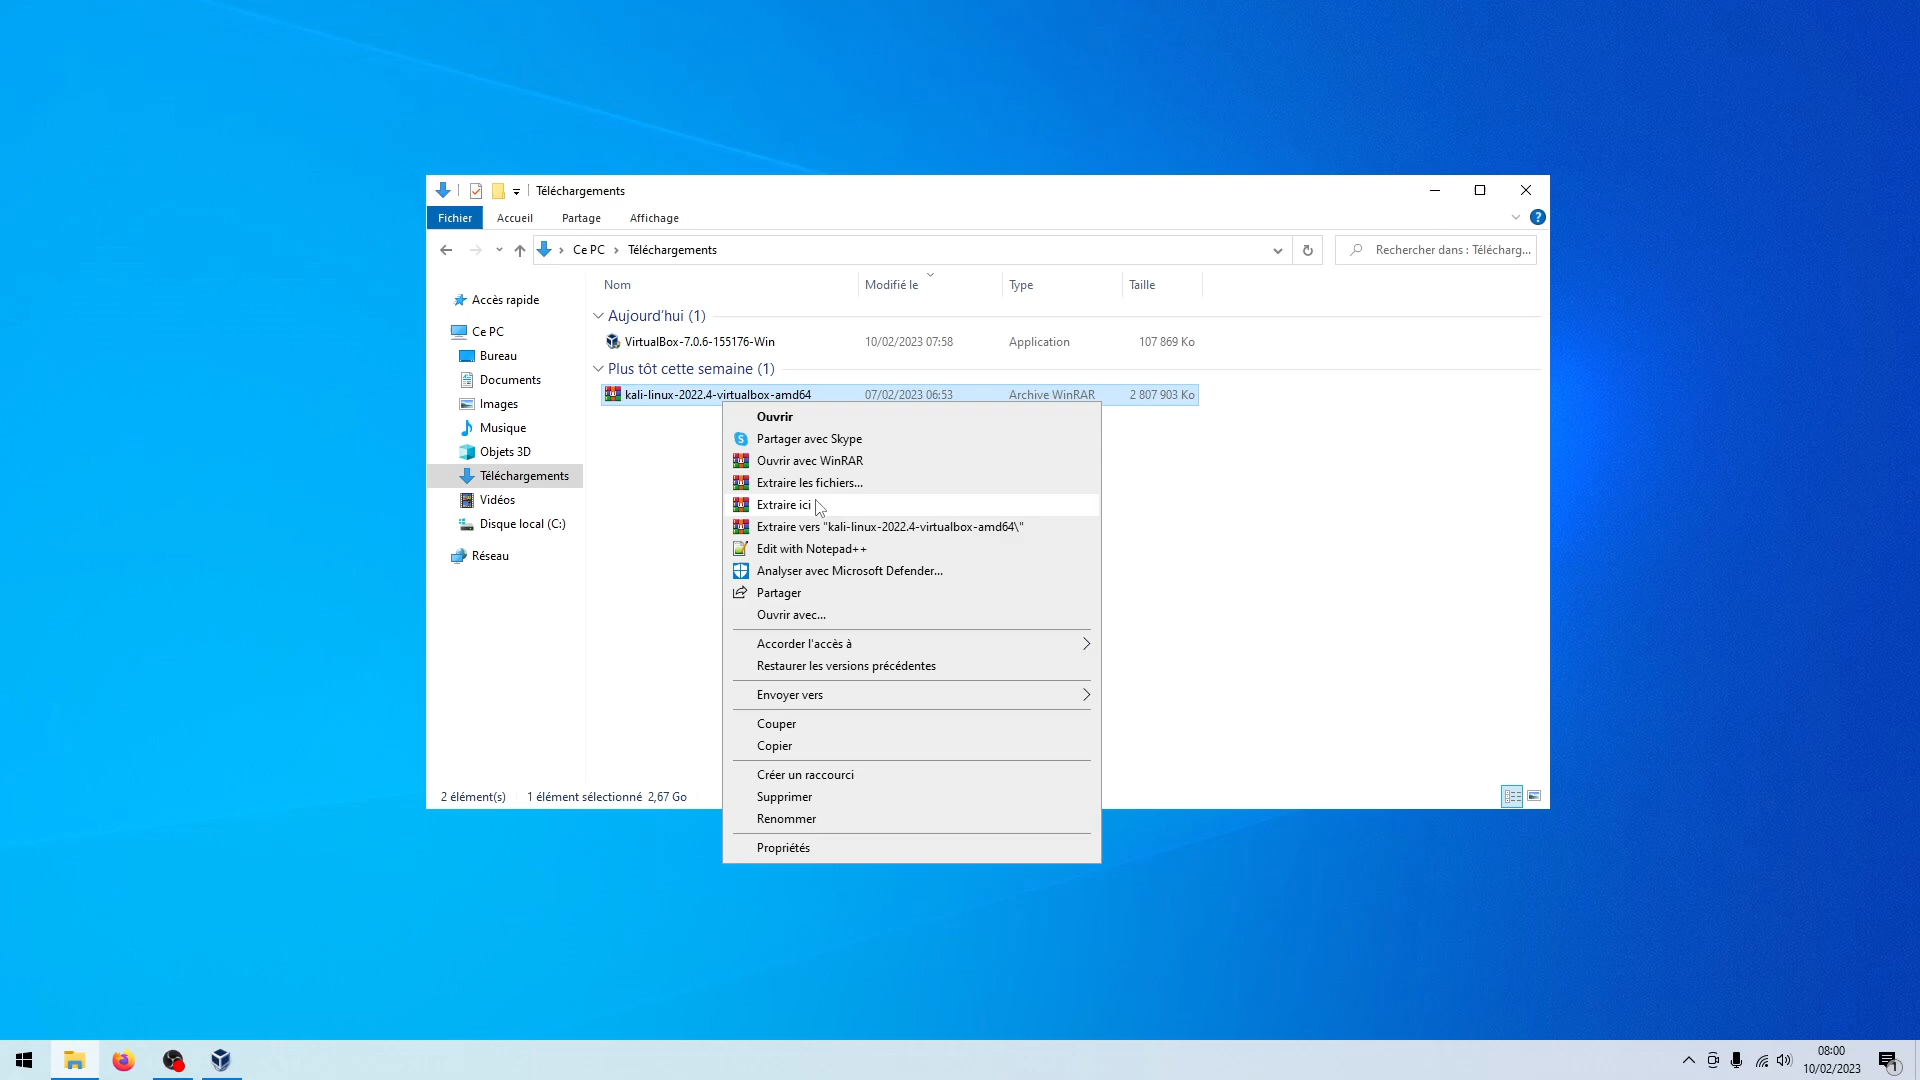 Téléchargements
Fichier
Accueil
Partage
Affichage
?
Ce PC
Téléchargements
Rechercher dans : Télécharg...
Nom
Modifié le
Type
Taille
Accès rapide
Ce PC
Bureau
Documents
Images
Musique
Objets 3D
Téléchargements
Vidéos
Disque local (C:)
Réseau
Aujourd'hui (1)
VirtualBox-7.0.6-155176-Win 10/02/2023 07:58 Application 107 869 Ko
Plus tôt cette semaine (1)
kali-linux-2022.4-virtualbox-amd64 07/02/2023 06:53 Archive WinRAR 2 807 903 Ko
Ouvrir
Partager avec Skype
Ouvrir avec WinRAR
Extraire les fichiers...
Extraire ici
Extraire vers "kali-linux-2022.4-virtualbox-amd64\"
Edit with Notepad++
Analyser avec Microsoft Defender...
Partager
Ouvrir avec...
Accorder l'accès à
Restaurer les versions précédentes
Envoyer vers
Couper
Copier
Créer un raccourci
Supprimer
Renommer
Propriétés
2 élément(s)
1 élément sélectionné 2,67 Go
08:00
10/02/2023
1